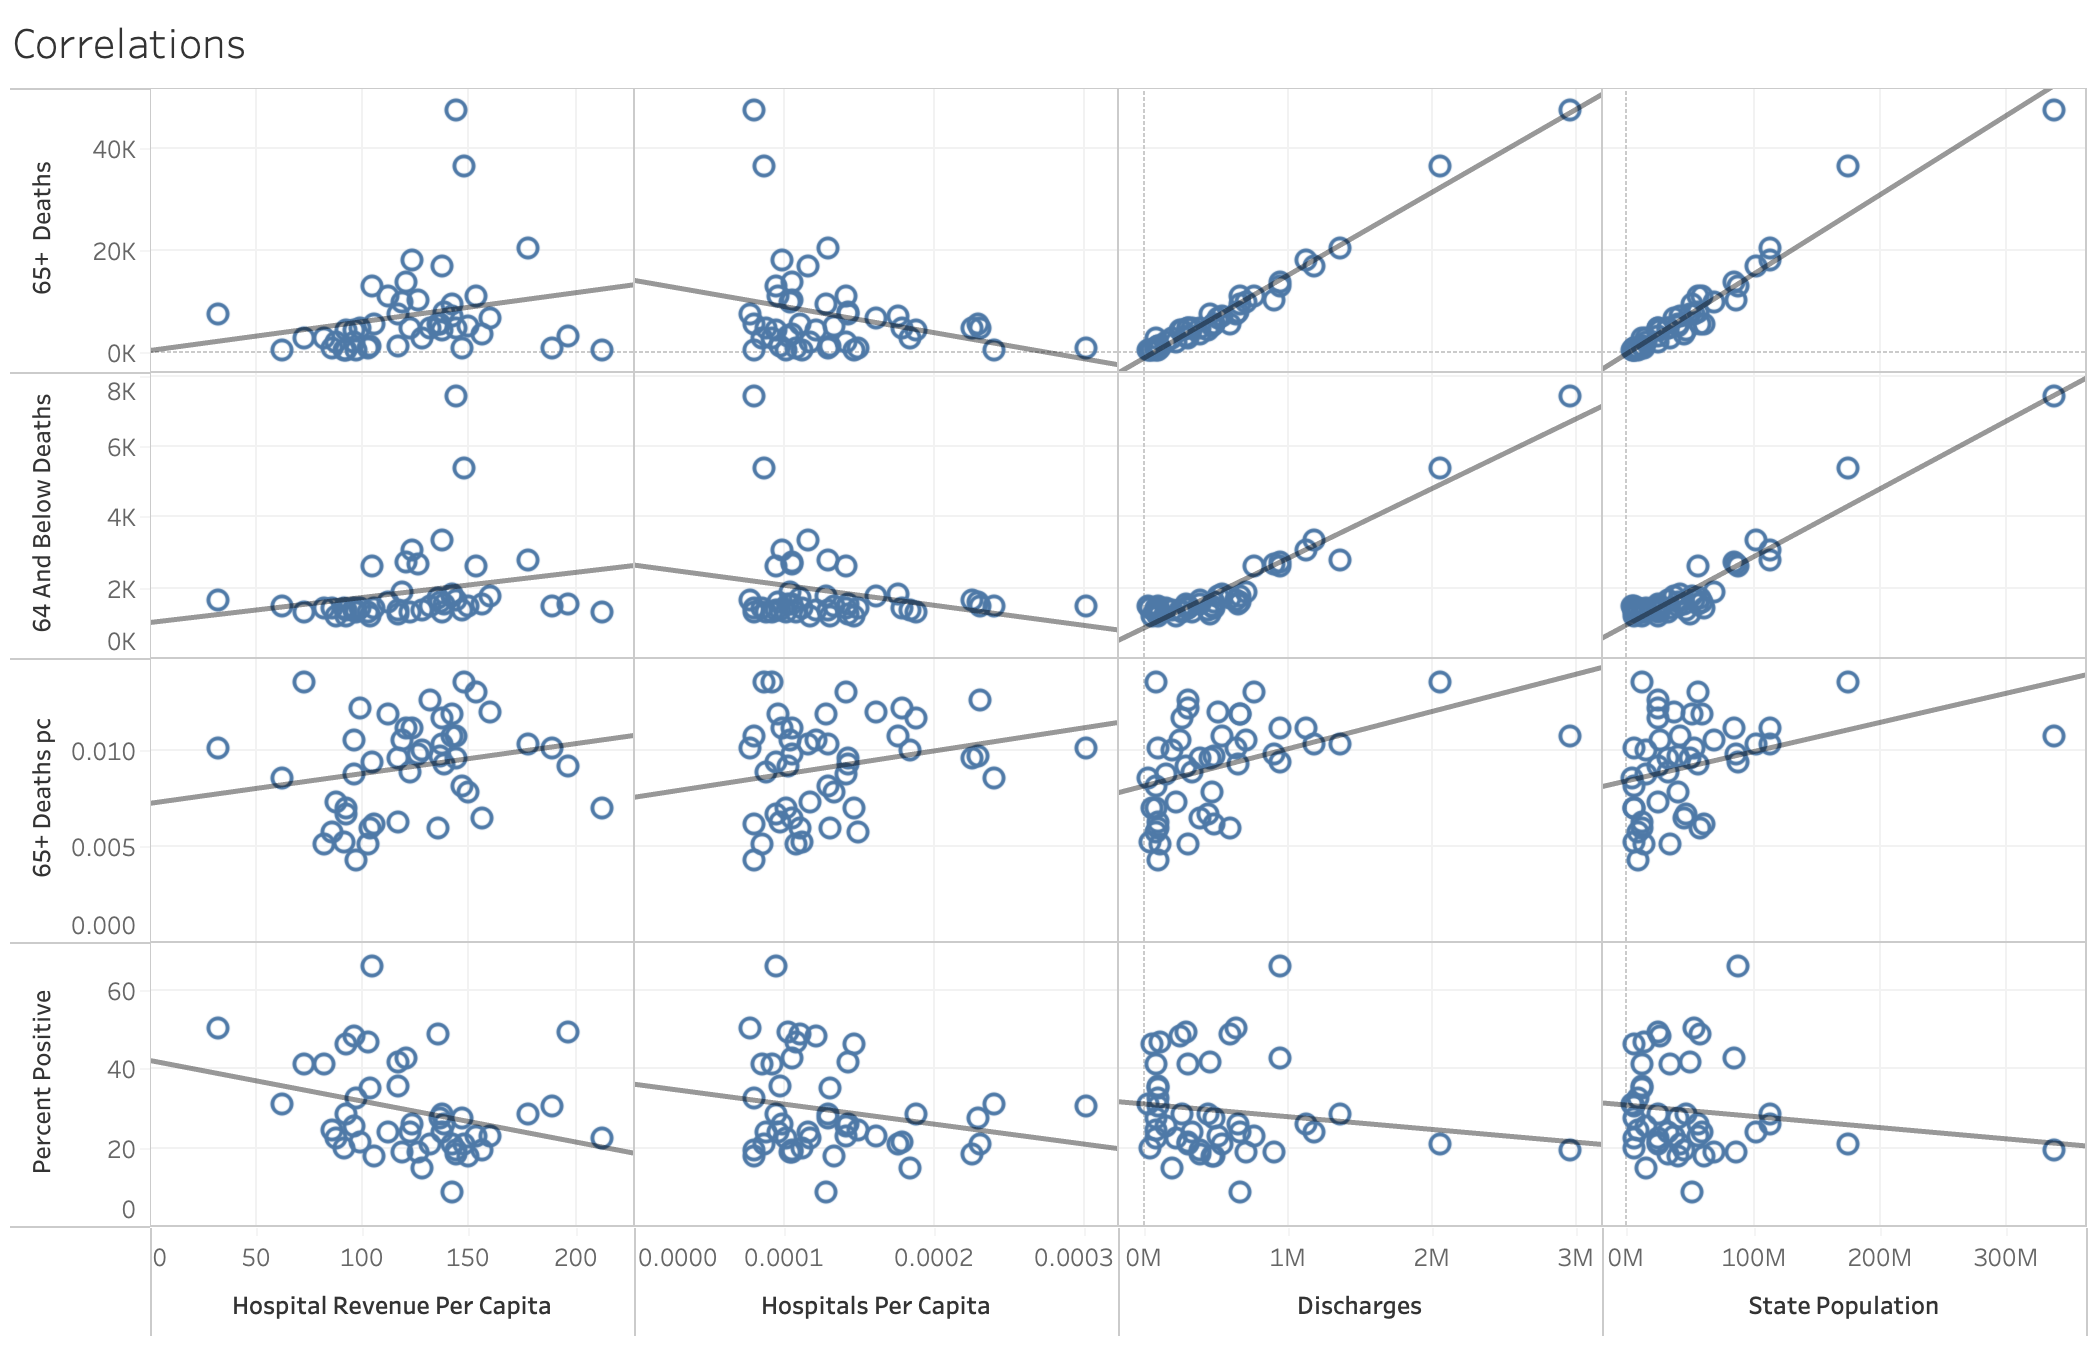 Correlations
65+ Deaths
40K
20K
0K
64 And Below Deaths
8K
6K
4K
2K
0K
65+ Deaths pc
0.010
0.005
0.000
Percent Positive
60
40
20
0
0 50 100 150 200
0.0000 0.0001 0.0002 0.0003
0M 1M 2M 3M
0M 100M 200M 300M
Hospital Revenue Per Capita
Hospitals Per Capita
Discharges
State Population